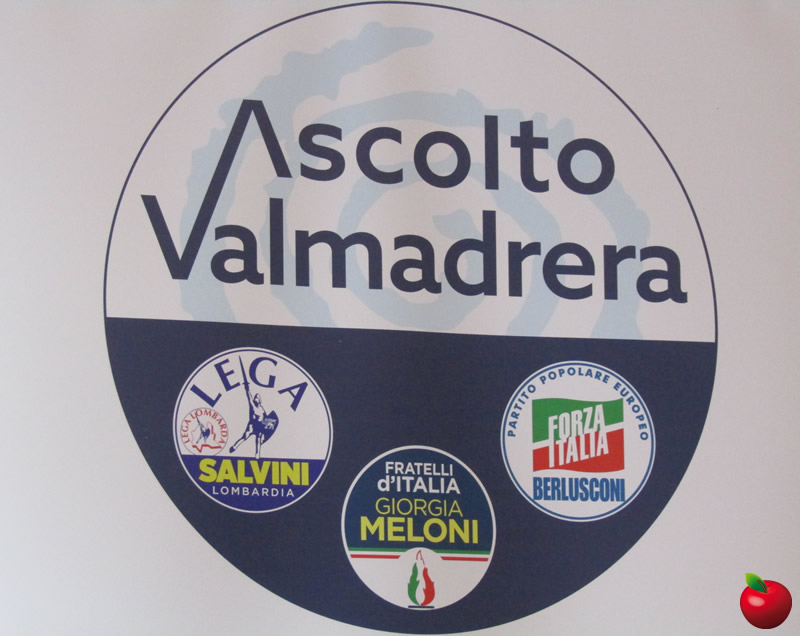 Ascolto
Valmadrera
LEGA
LEGA LOMBARDA
SALVINI
LOMBARDIA
FRATELLI
d'ITALIA
GIORGIA
MELONI
PARTITO POPOLARE EUROPEO
FORZA
ITALIA
BERLUSCONI